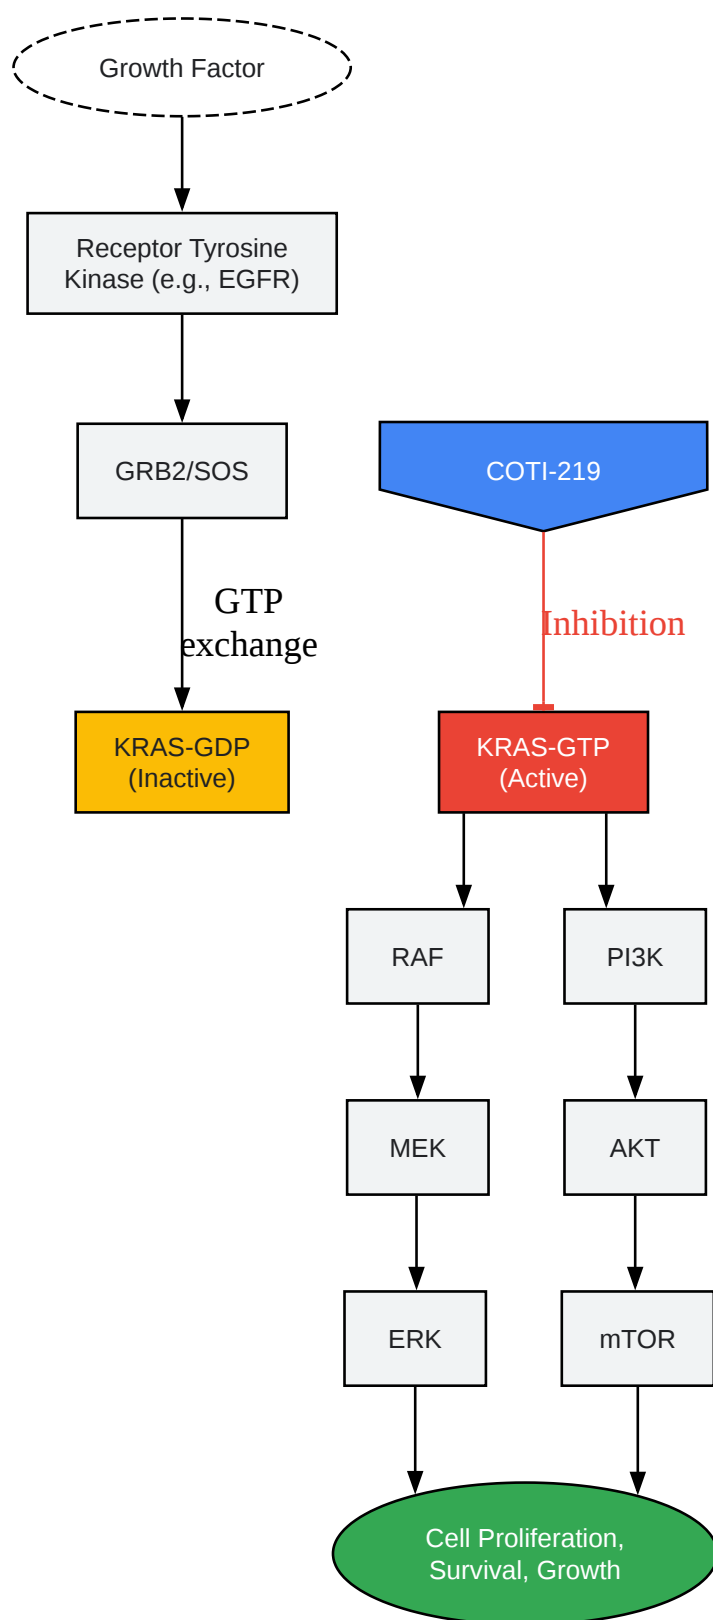 Growth Factor
Receptor Tyrosine
Kinase (e.g., EGFR)
GRB2/SOS
COTI-219
GTP
exchange
Inhibition
KRAS-GDP
(Inactive)
KRAS-GTP
(Active)
RAF
PI3K
MEK
AKT
ERK
mTOR
Cell Proliferation,
Survival, Growth